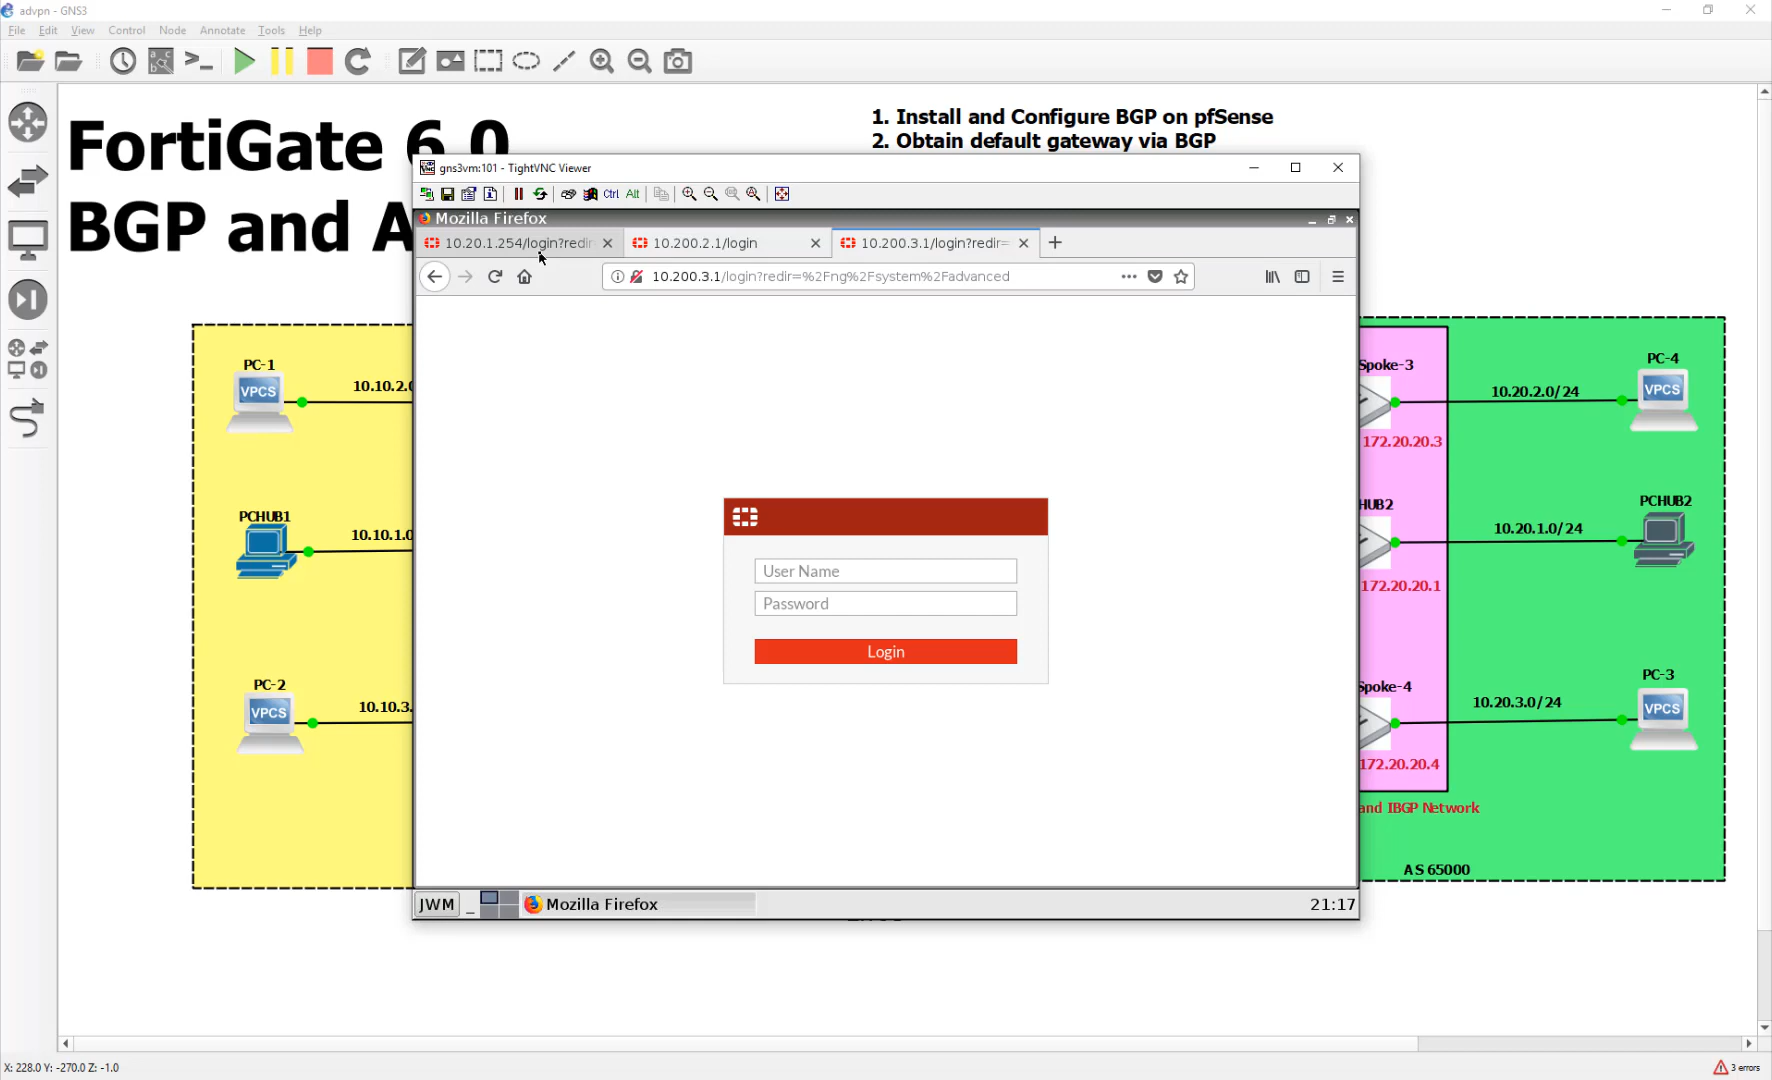 advpn - GNS3
File Edit View Control Node Annotate Tools Help
FortiGate 6.0
BGP and A
1. Install and Configure BGP on pfSense
2. Obtain default gateway via BGP
gns3vm:101 - TightVNC Viewer
Ctrl Alt
Mozilla Firefox
10.20.1.254/login?redir
10.200.2.1/login
10.200.3.1/login?redir=
10.200.3.1/login?redir=%2Fng%2Fsystem%2Fadvanced
User Name
Password
Login
JWM
Mozilla Firefox
21:17
PC-1
VPCS
10.10.2.0
PCHUB1
10.10.1.0
PC-2
VPCS
10.10.3.
Spoke-3
172.20.20.3
10.20.2.0/24
PC-4
VPCS
HUB2
172.20.20.1
10.20.1.0/24
PCHUB2
Spoke-4
172.20.20.4
10.20.3.0/24
PC-3
VPCS
and IBGP Network
AS 65000
X: 228.0 Y: -270.0 Z: -1.0
3 errors